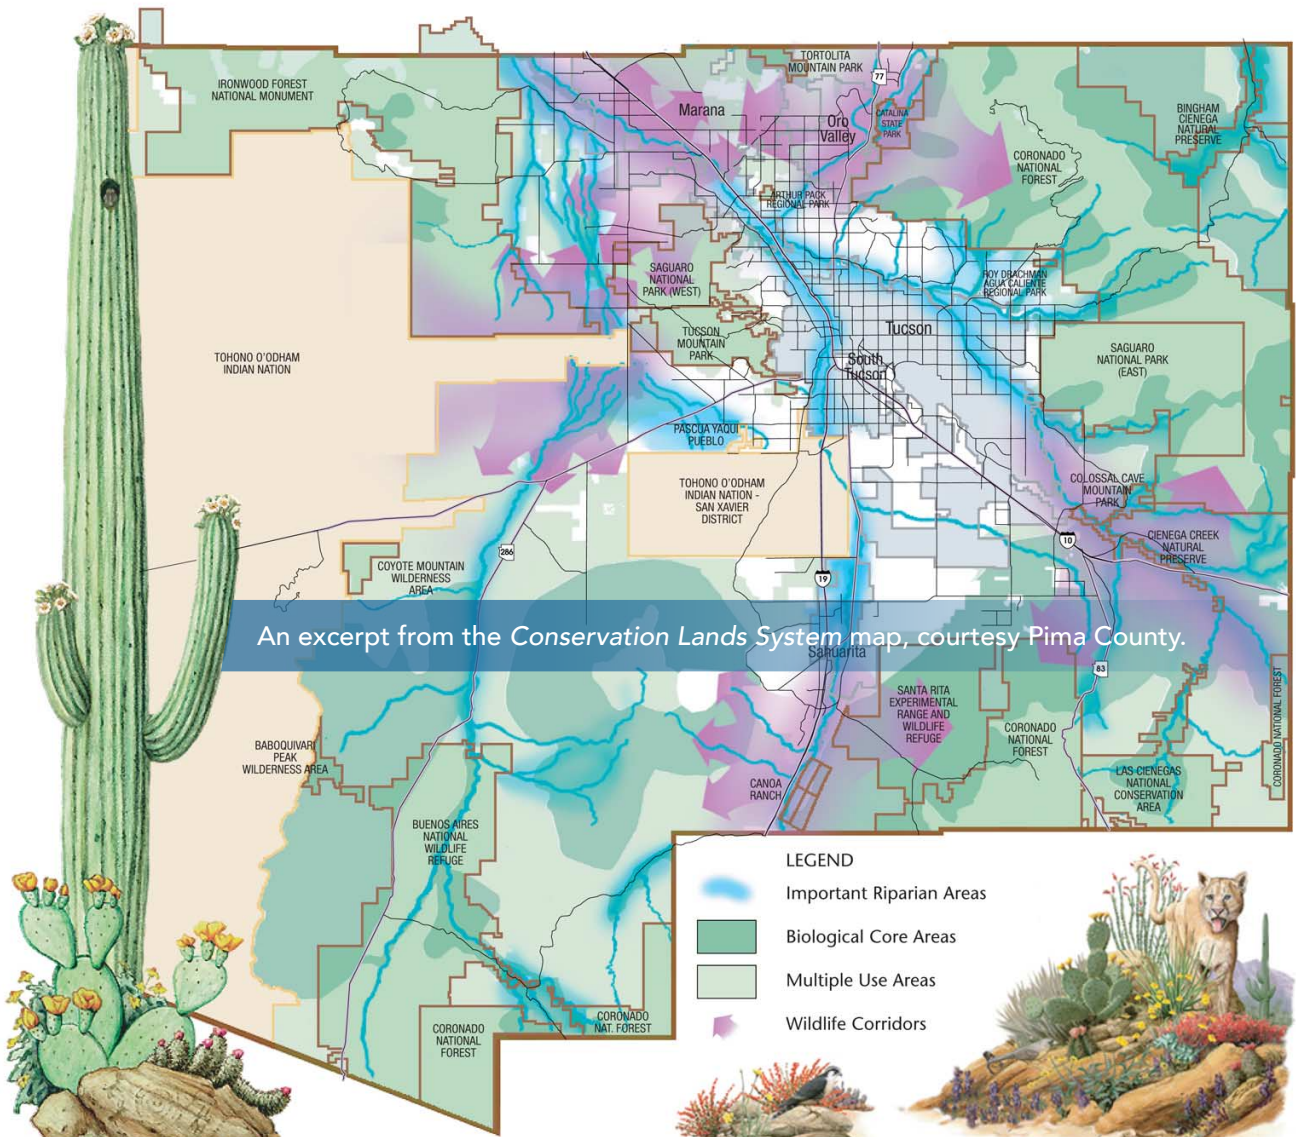 TORTOLITA
MOUNTAIN PARK
77
IRONWOOD FOREST
NATIONAL MONUMENT
Marana
Oro
Valley
CATALINA
STATE
PARK
BINGHAM
CIENEGA
NATURAL
PRESERVE
CORONADO
NATIONAL
FOREST
ARTHUR PACK
REGIONAL PARK
SAGUARO
NATIONAL
PARK (WEST)
ROY DRACHMAN
AGUA CALIENTE
REGIONAL PARK
TUCSON
MOUNTAIN
PARK
Tucson
South
Tucson
SAGUARO
NATIONAL PARK
(EAST)
TOHONO O'ODHAM
INDIAN NATION
PASCUA YAQUI
PUEBLO
TOHONO O'ODHAM
INDIAN NATION -
SAN XAVIER
DISTRICT
COLOSSAL CAVE
MOUNTAIN
PARK
10
CIENEGA CREEK
NATURAL
PRESERVE
286
19
COYOTE MOUNTAIN
WILDERNESS
AREA
An excerpt from the Conservation Lands System map, courtesy Pima County.
Sahuarita
83
SANTA RITA
EXPERIMENTAL
RANGE AND
WILDLIFE
REFUGE
CORONADO
NATIONAL
FOREST
CORONADO NATIONAL FOREST
BABOQUIVARI
PEAK
WILDERNESS AREA
CANOA
RANCH
LAS CIENEGAS
NATIONAL
CONSERVATION
AREA
BUENOS AIRES
NATIONAL
WILDLIFE
REFUGE
CORONADO
NATIONAL
FOREST
CORONADO
NAT. FOREST
LEGEND
Important Riparian Areas
Biological Core Areas
Multiple Use Areas
Wildlife Corridors